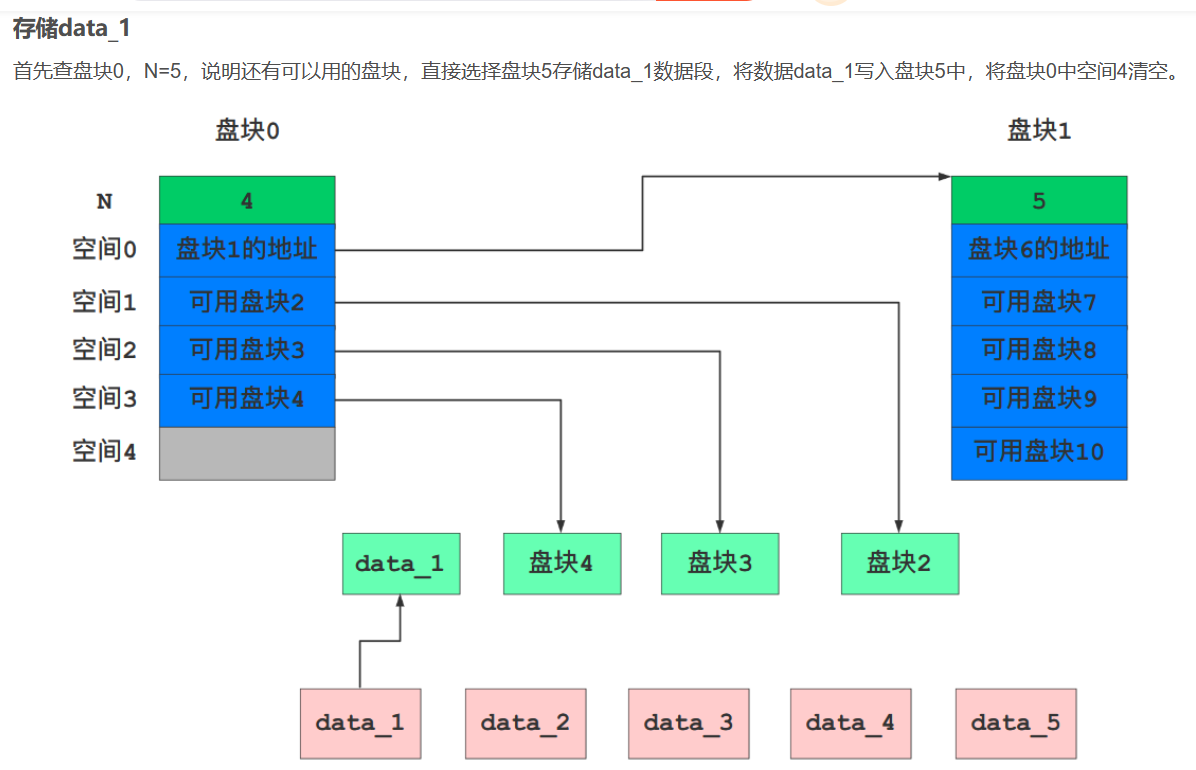 存储data_1
首先查盘块0，N=5，说明还有可以用的盘块，直接选择盘块5存储data_1数据段，将数据data_1写入盘块5中，将盘块0中空间4清空。
盘块0 盘块1
N 4 5
空间0 盘块1的地址 盘块6的地址
空间1 可用盘块2 可用盘块7
空间2 可用盘块3 可用盘块8
空间3 可用盘块4 可用盘块9
空间4 可用盘块10
data_1 盘块4 盘块3 盘块2
data_1 data_2 data_3 data_4 data_5